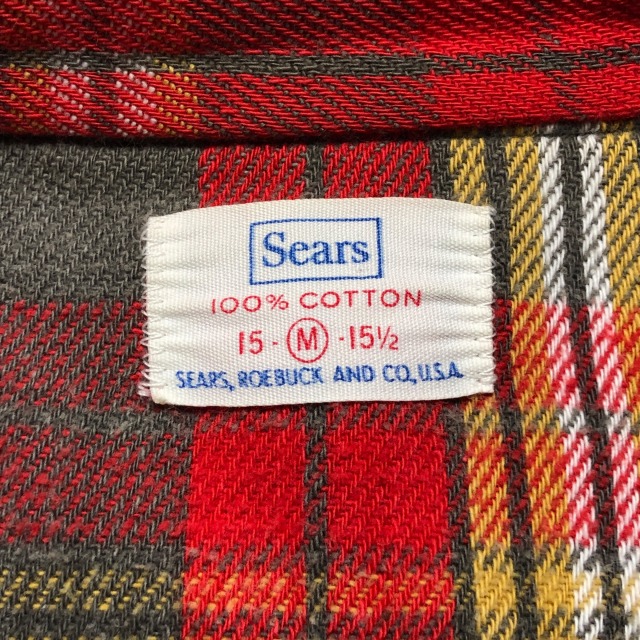 Sears
100% COTTON
15 - M - 15½
SEARS, ROEBUCK AND CO., U.S.A.